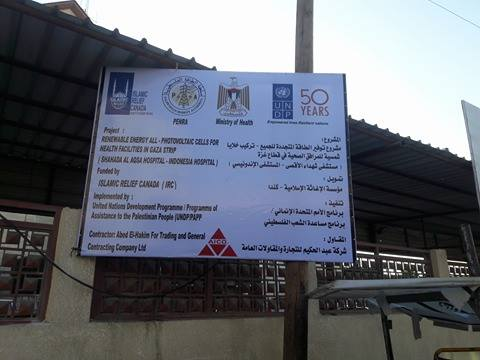 ISLAMIC
RELIEF
CANADA
PENRA
Ministry of Health
U N
D P
50
YEARS
Empowered lives. Resilient nations.
Project :
RENEWABLE ENERGY ALL - PHOTOVOLTAIC CELLS FOR
HEALTH FACILITIES IN GAZA STRIP
( SHAHADA AL AQSA HOSPITAL - INDONESIA HOSPITAL )
Funded by
ISLAMIC RELIEF CANADA ( IRC)
Implemented by :
United Nations Development Programme / Programme of
Assistance to the Palestinian People (UNDP/PAPP
Contractor: Abed El-Hakim For Trading and General
Contracting Company Ltd
AICO
المشروع:
مشروع توفير الطاقة المتجددة للجميع - تركيب خلايا
شمسية للمرافق الصحية في قطاع غزة
- مستشفى شهداء الأقصى - المستشفى الإندونيسي -
تمويل :
مؤسسة الإغاثة الإسلامية - كندا
تنفيذ :
برنامج الأمم المتحدة الإنمائي /
برنامج مساعدة الشعب الفلسطيني
المقاول :
شركة عبد الحكيم للتجارة والمقاولات العامة